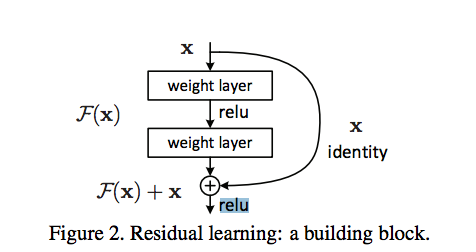 x
weight layer
F(x)
relu
x
weight layer
identity
F(x) + x
relu
Figure 2. Residual learning: a building block.